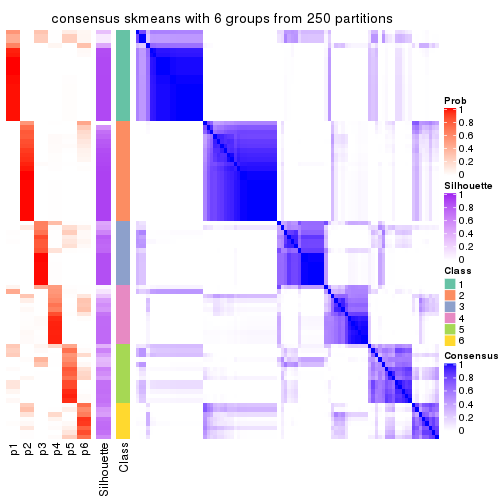 consensus skmeans with 6 groups from 250 partitions
Prob
1
0.8
0.6
0.4
0.2
0
Silhouette
1
0.8
0.6
0.4
0.2
0
Class
1
2
3
4
5
6
Consensus
1
0.8
0.6
0.4
0.2
0
p1
p2
p3
p4
p5
p6
Silhouette
Class